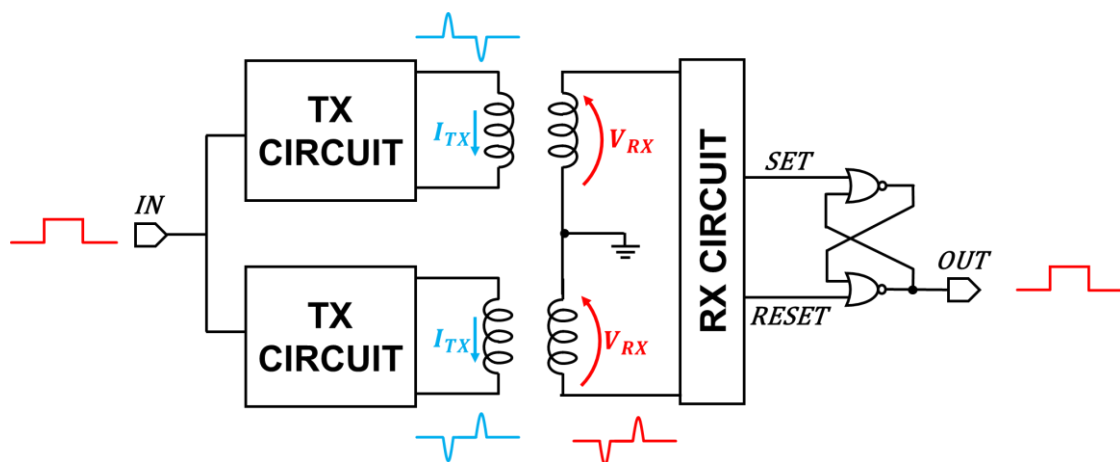 TX
CIRCUIT
I_TX
V_RX
IN
TX
CIRCUIT
I_TX
V_RX
RX CIRCUIT
SET
RESET
OUT